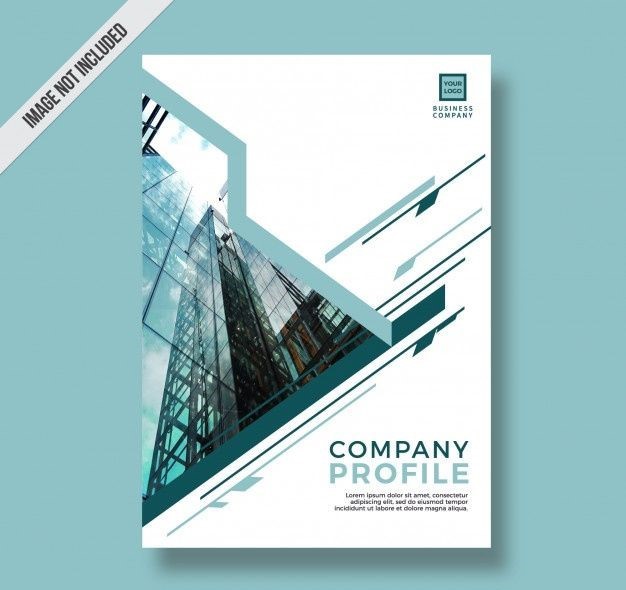 IMAGE NOT INCLUDED
YOUR
LOGO
BUSINESS
COMPANY
COMPANY
PROFILE
Lorem ipsum dolor sit amet, consectetur
adipiscing elit, sed do eiusmod tempor
incididunt ut labore et dolore magna aliqua.